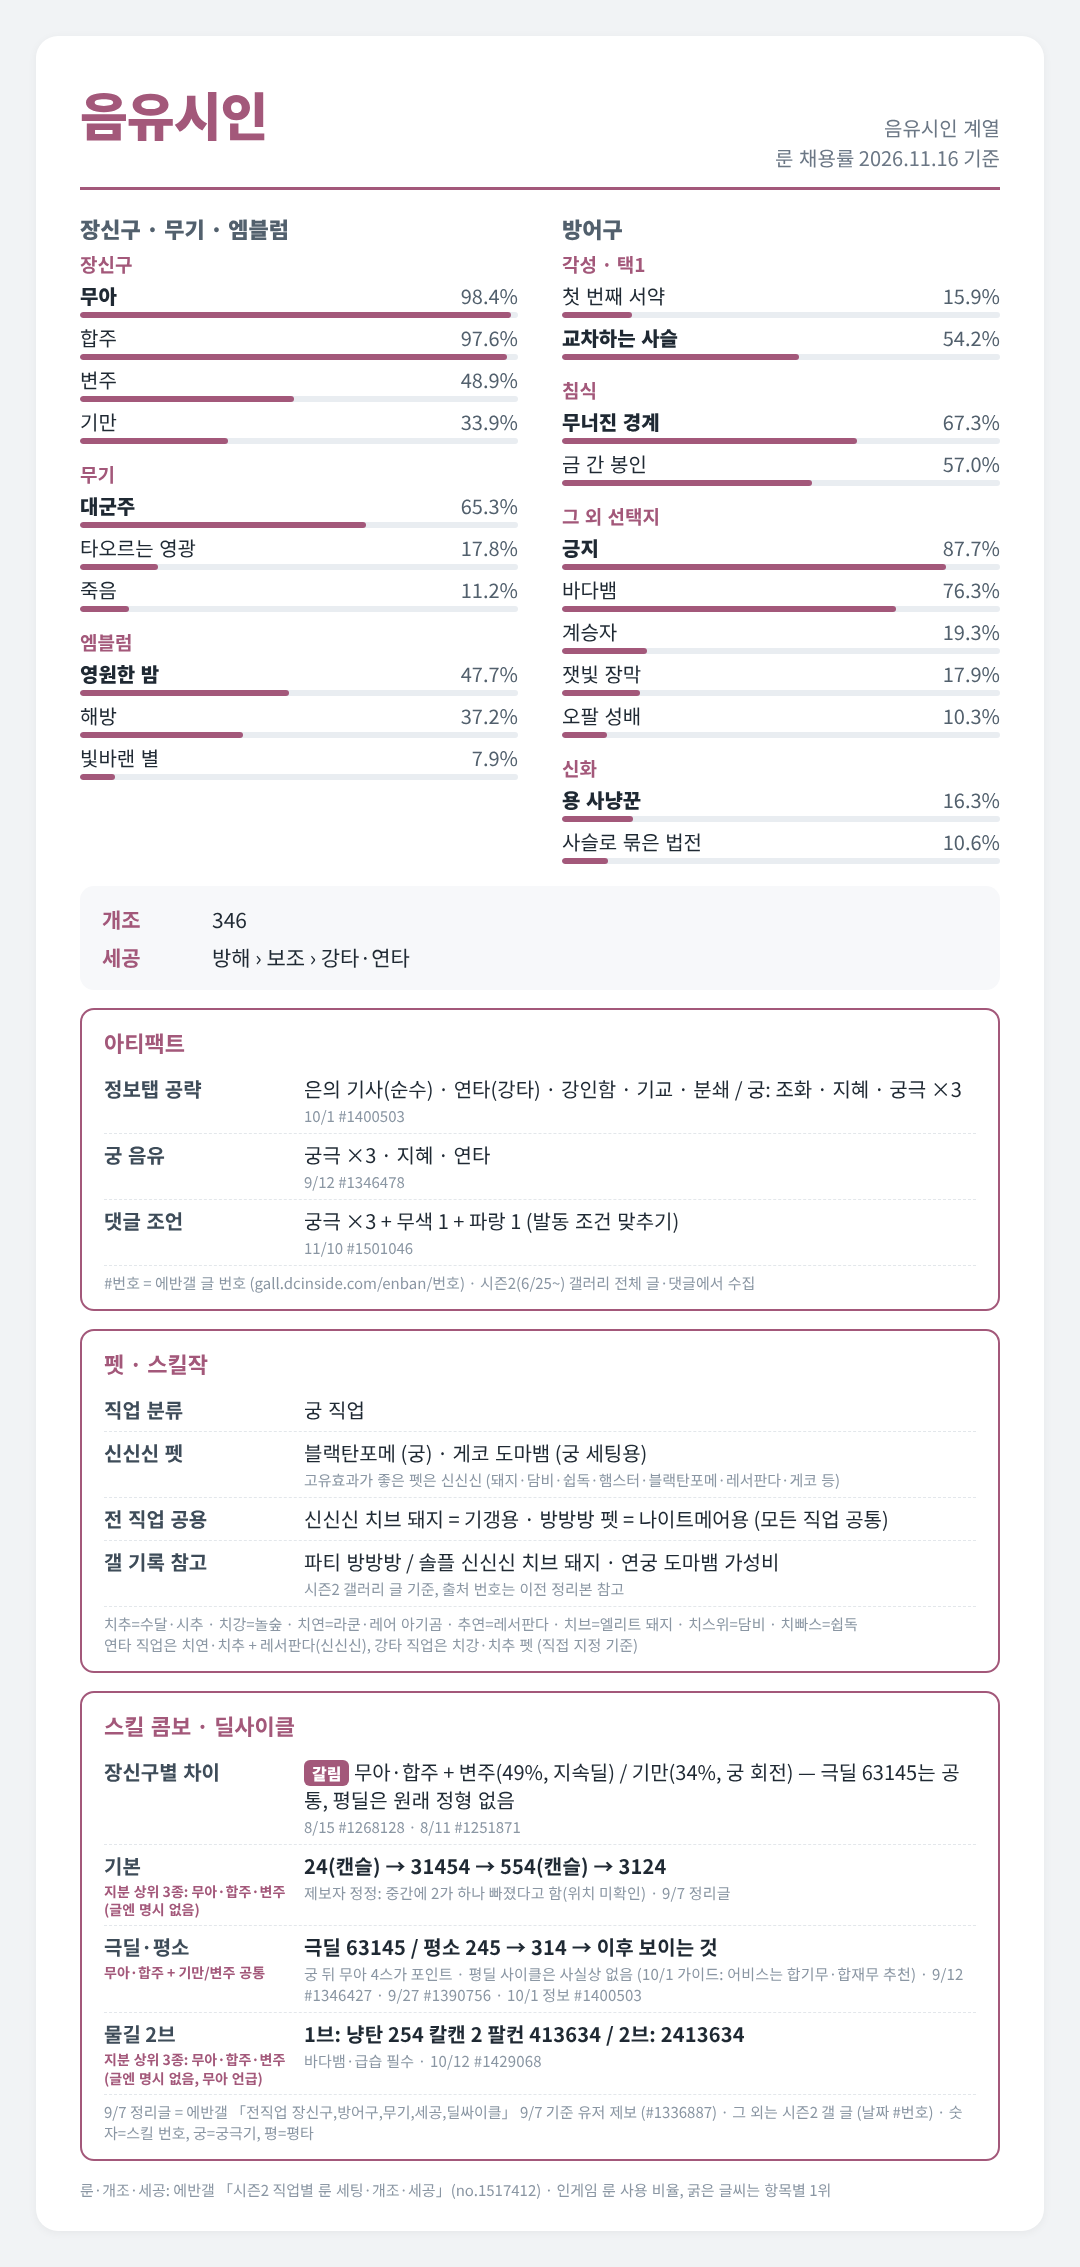 음유시인
음유시인 계열
룬 채용률 2026.11.16 기준
장신구 · 무기 · 엠블럼
장신구
무아 98.4%
합주 97.6%
변주 48.9%
기만 33.9%
무기
대군주 65.3%
타오르는 영광 17.8%
죽음 11.2%
엠블럼
영원한 밤 47.7%
해방 37.2%
빛바랜 별 7.9%
방어구
각성 · 택1
첫 번째 서약 15.9%
교차하는 사슬 54.2%
침식
무너진 경계 67.3%
금 간 봉인 57.0%
그 외 선택지
긍지 87.7%
바다뱀 76.3%
계승자 19.3%
잿빛 장막 17.9%
오팔 성배 10.3%
신화
용 사냥꾼 16.3%
사슬로 묶은 법전 10.6%
개조 346
세공 방해 › 보조 › 강타·연타
아티팩트
정보탭 공략 은의 기사(순수) · 연타(강타) · 강인함 · 기교 · 분쇄 / 궁: 조화 · 지혜 · 궁극 ×3
10/1 #1400503
궁 음유 궁극 ×3 · 지혜 · 연타
9/12 #1346478
댓글 조언 궁극 ×3 + 무색 1 + 파랑 1 (발동 조건 맞추기)
11/10 #1501046
#번호 = 에반갤 글 번호 (gall.dcinside.com/enban/번호) · 시즌2(6/25~) 갤러리 전체 글·댓글에서 수집
펫 · 스킬작
직업 분류 궁 직업
신신신 펫 블랙탄포메 (궁) · 게코 도마뱀 (궁 세팅용)
고유효과가 좋은 펫은 신신신 (돼지·담비·쉽독·햄스터·블랙탄포메·레서판다·게코 등)
전 직업 공용 신신신 치브 돼지 = 기갱용 · 방방방 펫 = 나이트메어용 (모든 직업 공통)
갤 기록 참고 파티 방방방 / 솔플 신신신 치브 돼지 · 연궁 도마뱀 가성비
시즌2 갤러리 글 기준, 출처 번호는 이전 정리본 참고
치추=수달·시추 · 치강=놀숲 · 치연=라쿤·레어 아기곰 · 추연=레서판다 · 치브=엘리트 돼지 · 치스위=담비 · 치빠스=쉽독
연타 직업은 치연·치추 + 레서판다(신신신), 강타 직업은 치강·치추 펫 (직접 지정 기준)
스킬 콤보 · 딜사이클
장신구별 차이 갈림 무아·합주 + 변주(49%, 지속딜) / 기만(34%, 궁 회전) — 극딜 63145는 공
통, 평딜은 원래 정형 없음
8/15 #1268128 · 8/11 #1251871
기본 24(캔슬) → 31454 → 554(캔슬) → 3124
지분 상위 3종: 무아·합주·변주 제보자 정정: 중간에 2가 하나 빠졌다고 함(위치 미확인) · 9/7 정리글
(글엔 명시 없음)
극딜·평소 극딜 63145 / 평소 245 → 314 → 이후 보이는 것
무아·합주 + 기만/변주 공통 궁 뒤 무아 4스가 포인트 · 평딜 사이클은 사실상 없음 (10/1 가이드: 어비스는 합기무·합재무 추천) · 9/12
#1346427 · 9/27 #1390756 · 10/1 정보 #1400503
물길 2브 1브: 냥탄 254 칼캔 2 팔컨 413634 / 2브: 2413634
지분 상위 3종: 무아·합주·변주 바다뱀·급습 필수 · 10/12 #1429068
(글엔 명시 없음, 무아 언급)
9/7 정리글 = 에반갤 「전직업 장신구,방어구,무기,세공,딜싸이클」 9/7 기준 유저 제보 (#1336887) · 그 외는 시즌2 갤 글 (날짜 #번호) · 숫
자=스킬 번호, 궁=궁극기, 평=평타
룬·개조·세공: 에반갤 「시즌2 직업별 룬 세팅·개조·세공」(no.1517412) · 인게임 룬 사용 비율, 굵은 글씨는 항목별 1위